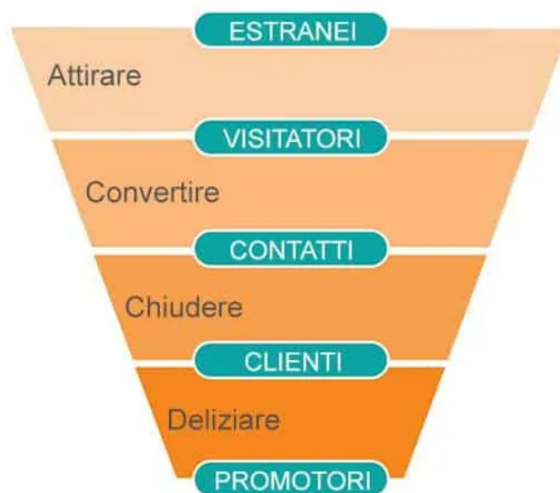 ESTRANEI
Attirare
VISITATORI
Convertire
CONTATTI
Chiudere
CLIENTI
Deliziare
PROMOTORI